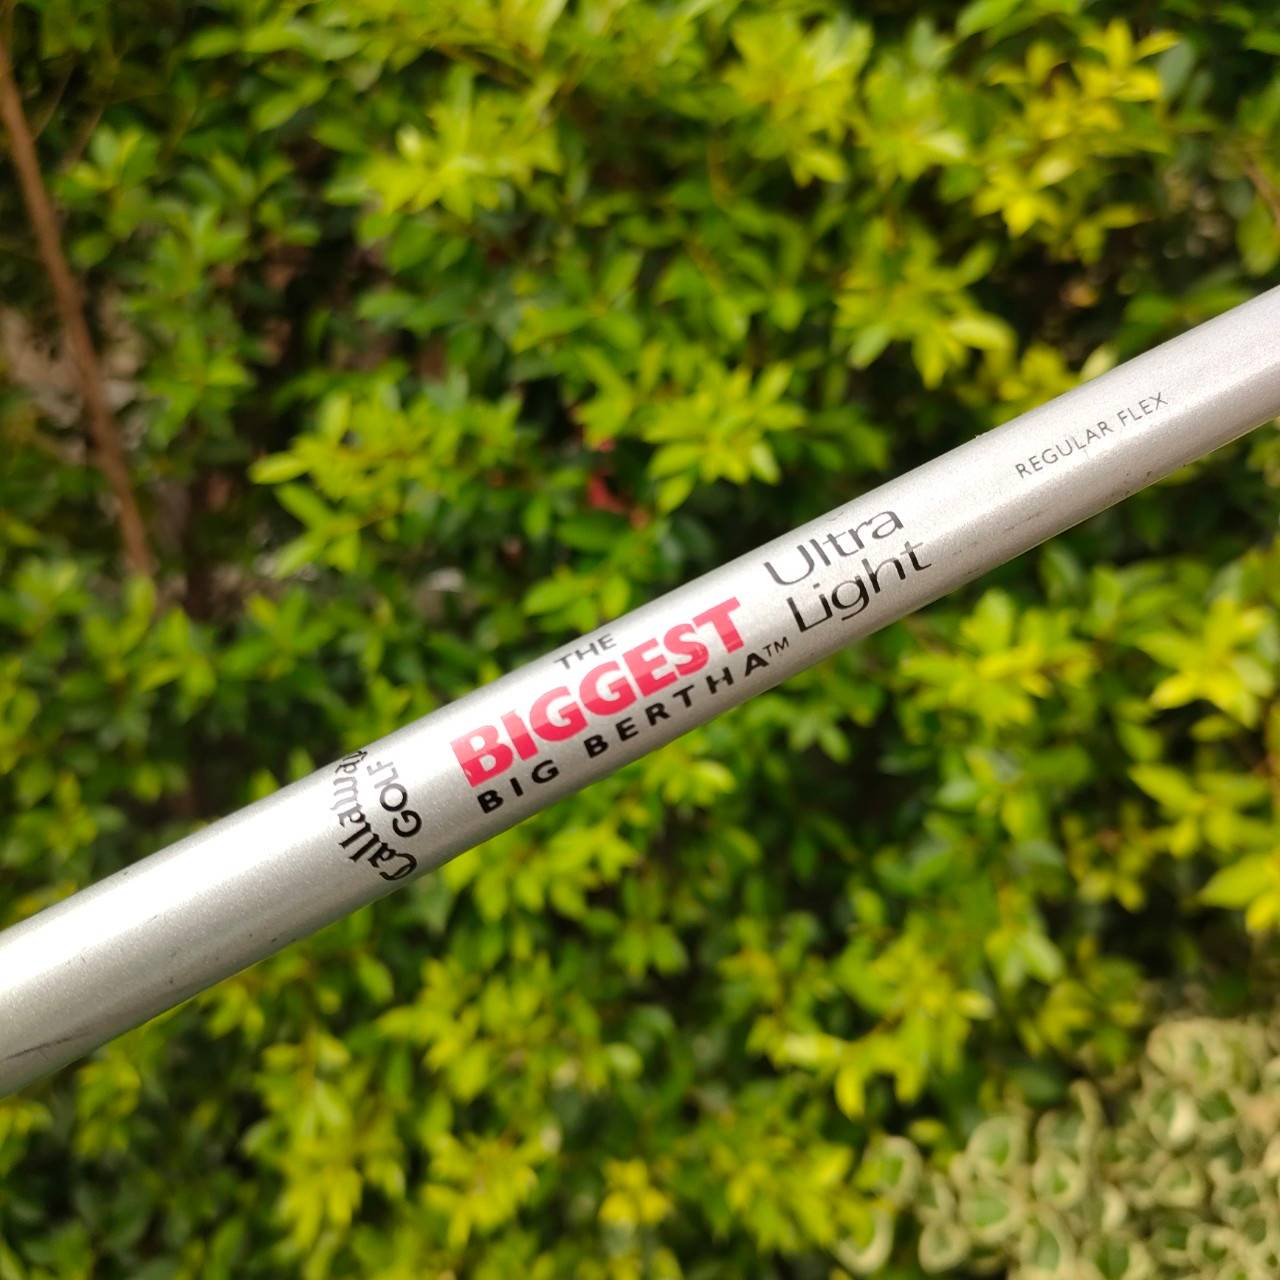 Callaway
GOLF
THE
BIGGEST
BIG BERTHA™
Ultra
Light
REGULAR FLEX